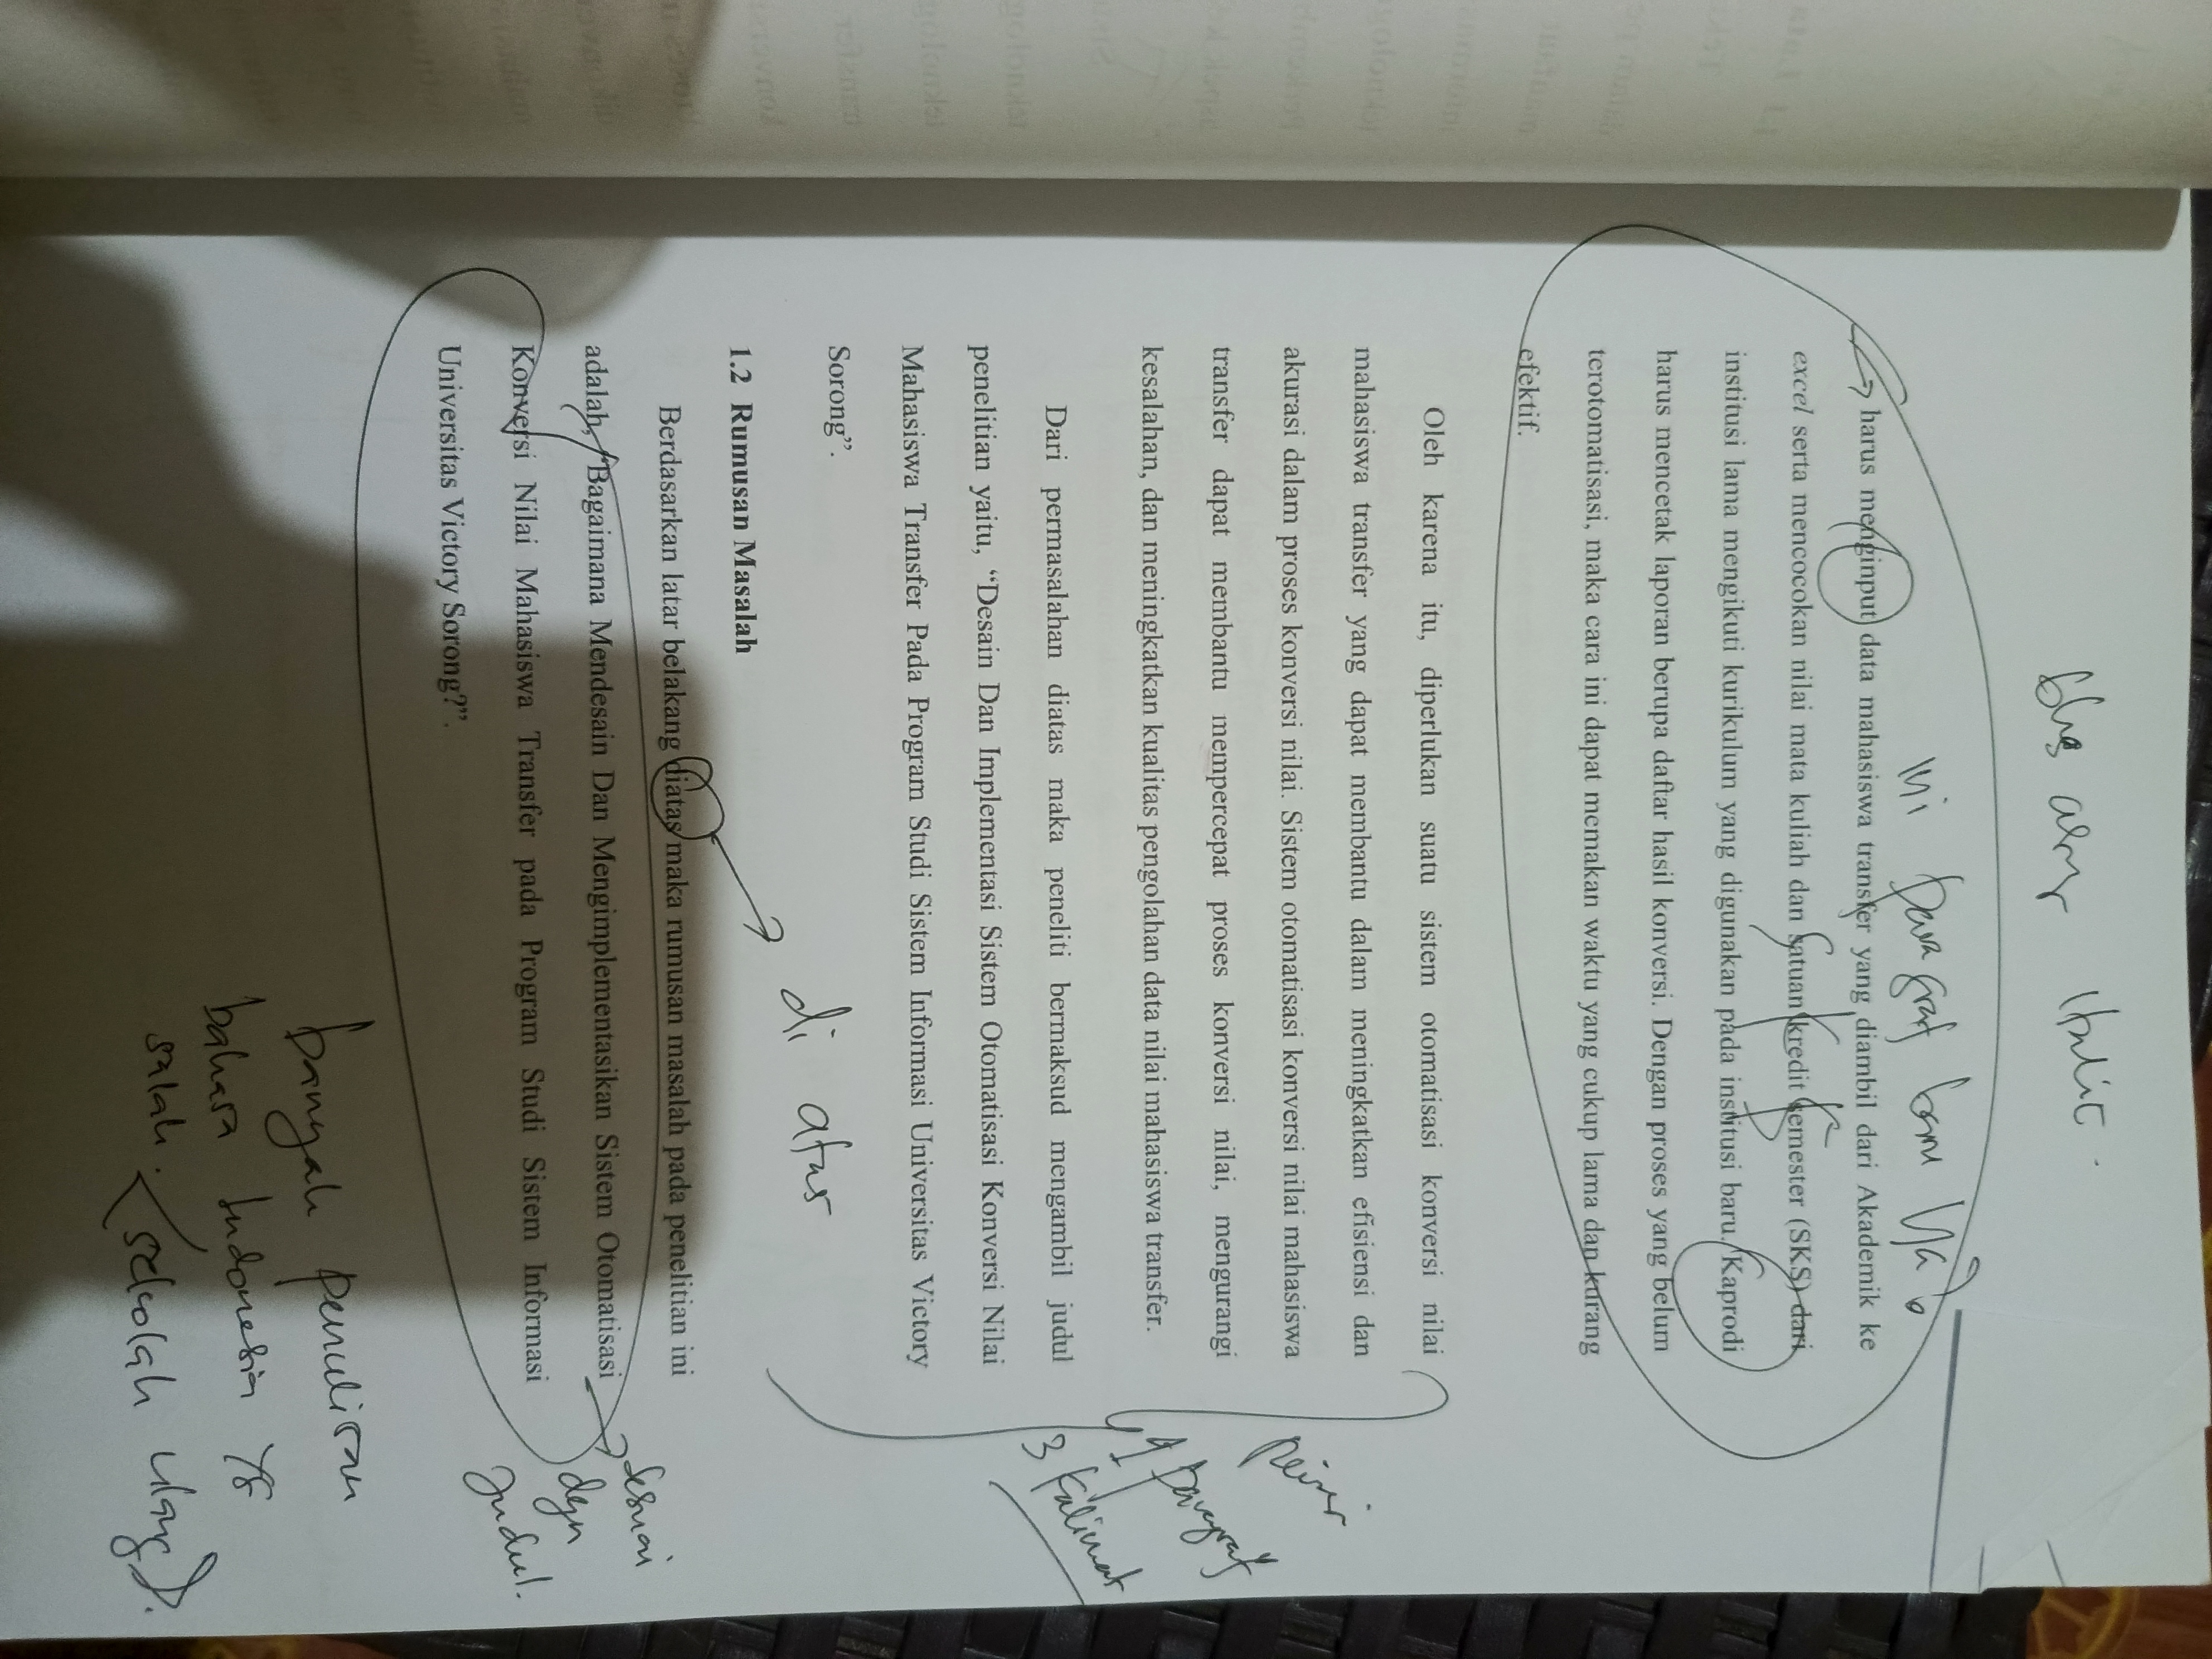 bhs asing Italic.
ini paragraf baru Ya?
harus menginput data mahasiswa transfer yang diambil dari Akademik ke
excel serta mencocokan nilai mata kuliah dan satuan kredit semester (SKS) dari
institusi lama mengikuti kurikulum yang digunakan pada institusi baru. Kaprodi
harus mencetak laporan berupa daftar hasil konversi. Dengan proses yang belum
terotomatisasi, maka cara ini dapat memakan waktu yang cukup lama dan kurang
efektif.
Oleh karena itu, diperlukan suatu sistem otomatisasi konversi nilai
mahasiswa transfer yang dapat membantu dalam meningkatkan efisiensi dan
akurasi dalam proses konversi nilai. Sistem otomatisasi konversi nilai mahasiswa
transfer dapat membantu mempercepat proses konversi nilai, mengurangi
kesalahan, dan meningkatkan kualitas pengolahan data nilai mahasiswa transfer.
1 paragraf
3 kalimat
Dari permasalahan diatas maka peneliti bermaksud mengambil judul
penelitian yaitu, “Desain Dan Implementasi Sistem Otomatisasi Konversi Nilai
Mahasiswa Transfer Pada Program Studi Sistem Informasi Universitas Victory
Sorong”.
di atas
1.2 Rumusan Masalah
Berdasarkan latar belakang diatas maka rumusan masalah pada penelitian ini
adalah, “Bagaimana Mendesain Dan Mengimplementasikan Sistem Otomatisasi
Konversi Nilai Mahasiswa Transfer pada Program Studi Sistem Informasi
Universitas Victory Sorong?”.
sesuai
dgn
Judul.
banyak penulisan
bahasa Indonesia yg
salah. sekolah ulang